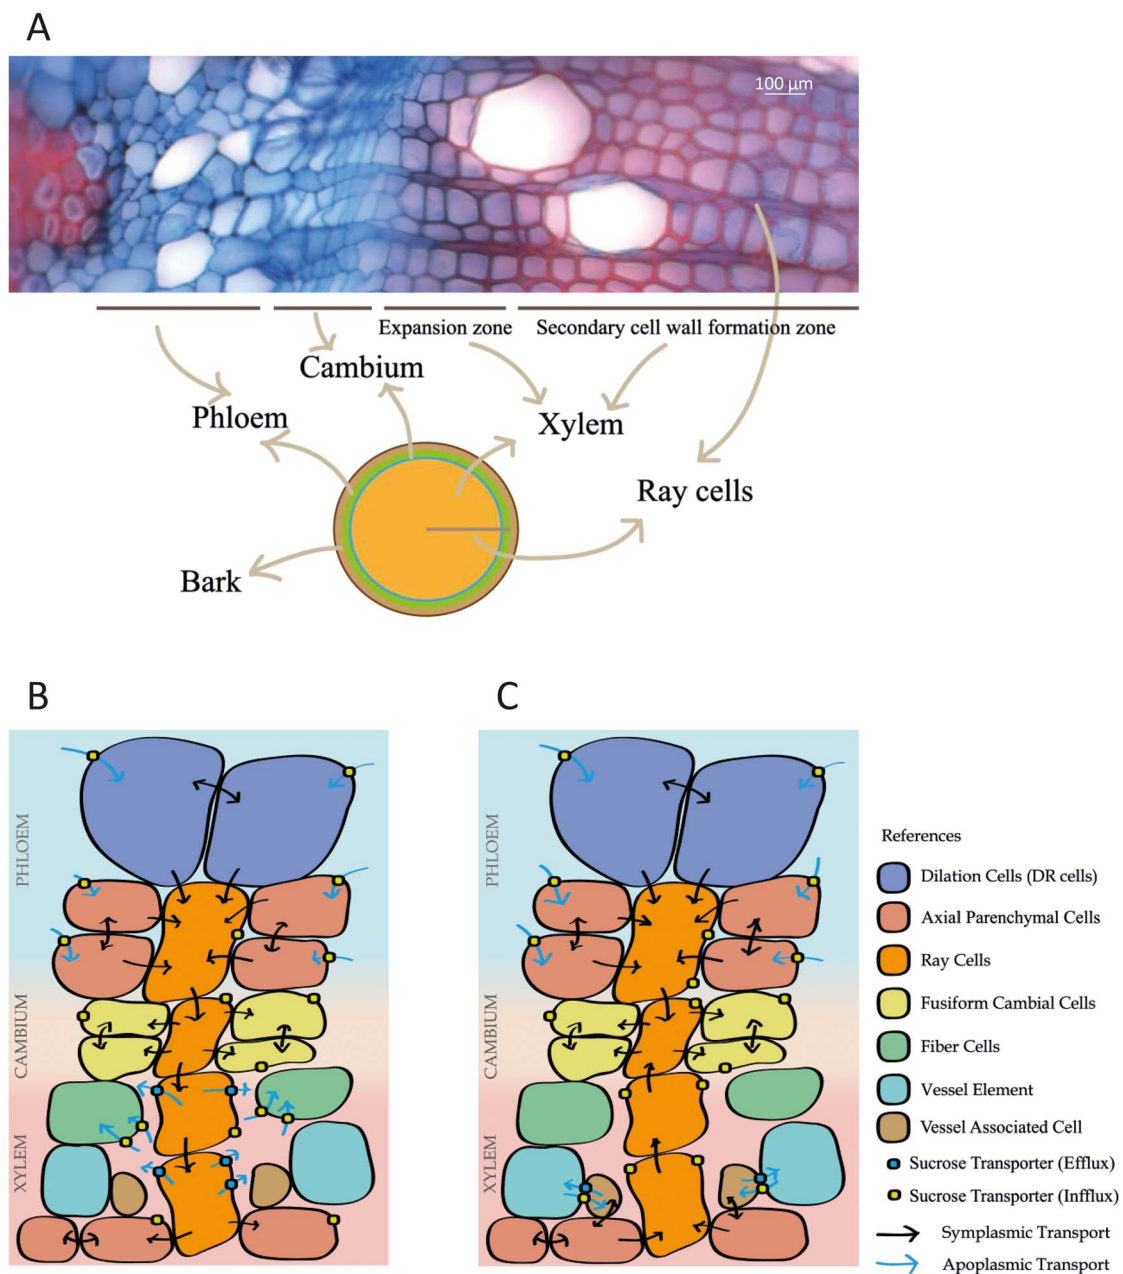 A
100 µm
Expansion zone
Secondary cell wall formation zone
Cambium
Phloem
Xylem
Ray cells
Bark
B
C
PHLOEM
CAMBIUM
XYLEM
PHLOEM
CAMBIUM
XYLEM
References
Dilation Cells (DR cells)
Axial Parenchymal Cells
Ray Cells
Fusiform Cambial Cells
Fiber Cells
Vessel Element
Vessel Associated Cell
Sucrose Transporter (Efflux)
Sucrose Transporter (Infflux)
Symplasmic Transport
Apoplasmic Transport